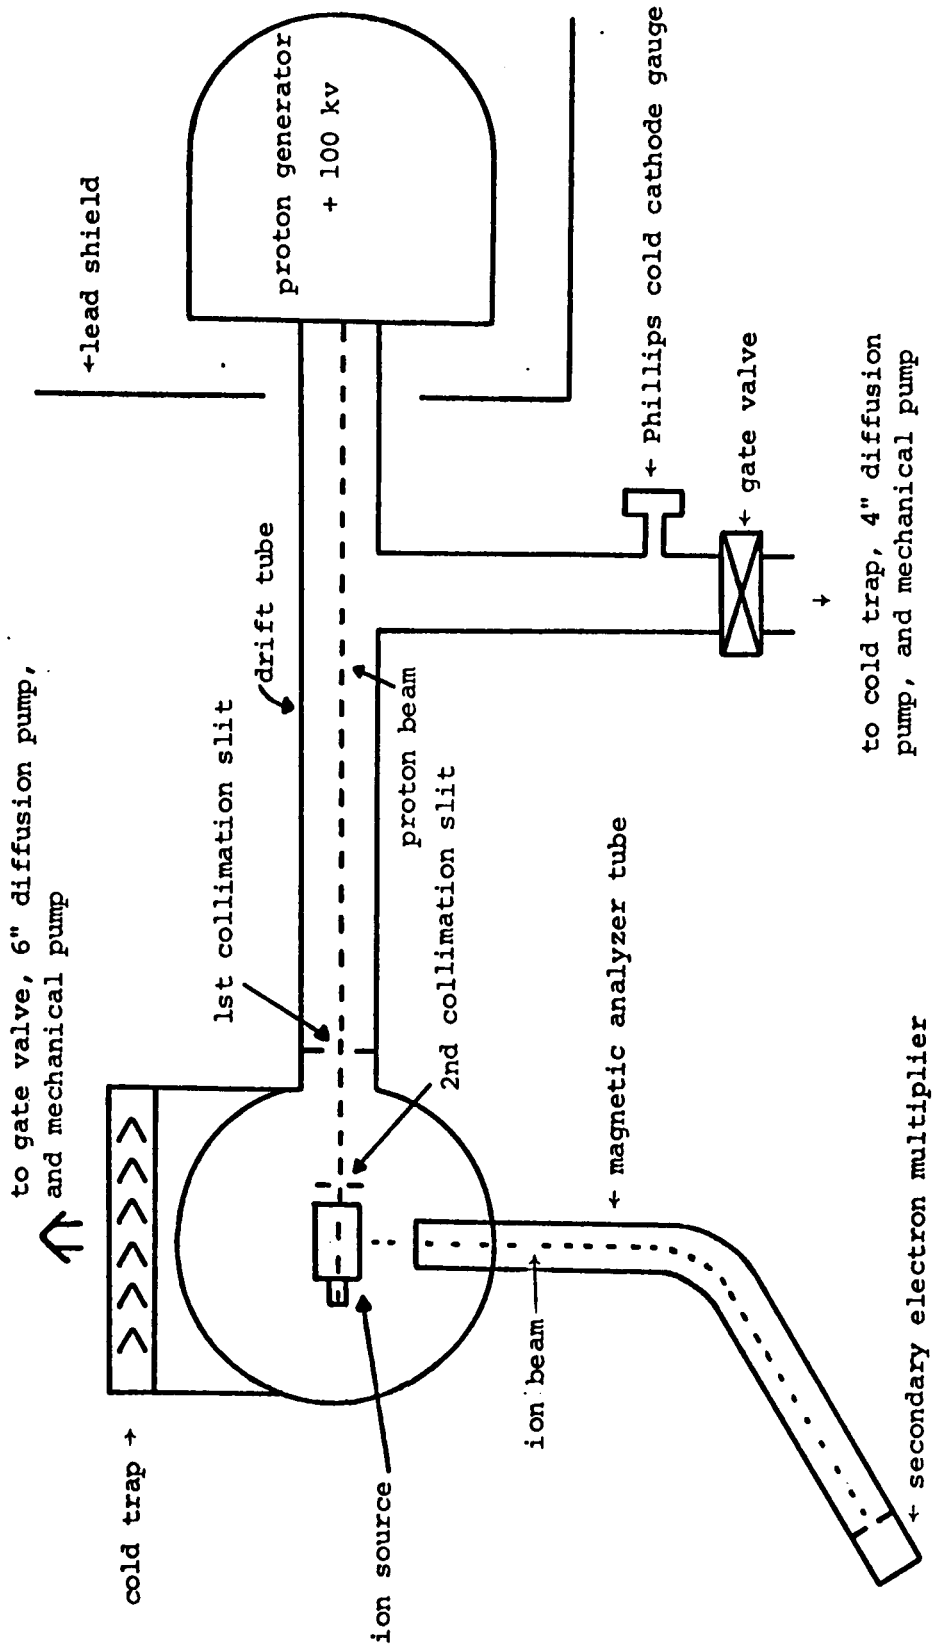 to gate valve, 6" diffusion pump,
and mechanical pump
cold trap →
ion source
1st collimation slit
drift tube
←lead shield
proton generator
+ 100 kv
proton beam
2nd collimation slit
ion beam
← magnetic analyzer tube
← Phillips cold cathode gauge
← gate valve
to cold trap, 4" diffusion
pump, and mechanical pump
← secondary electron multiplier